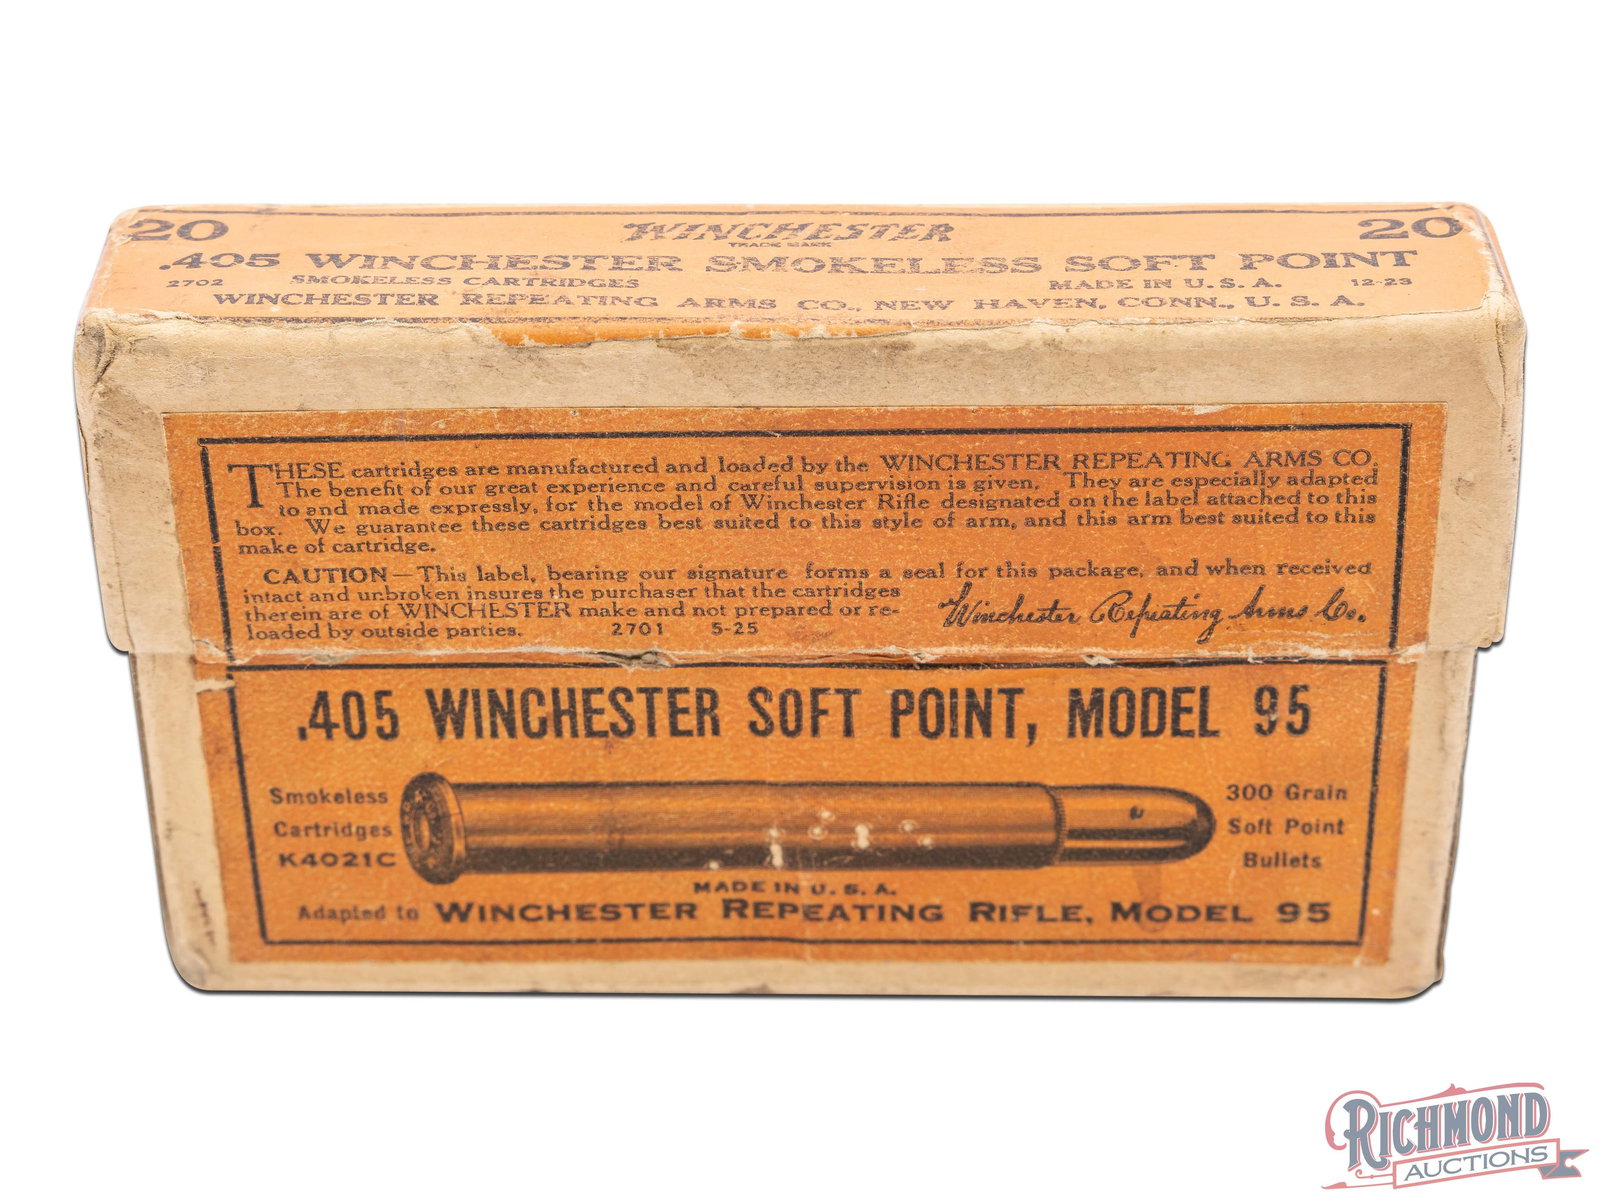 20 WINCHESTER 20
TRADE MARK
.405 WINCHESTER SMOKELESS SOFT POINT
2702 SMOKELESS CARTRIDGES MADE IN U.S.A. 12-23
WINCHESTER REPEATING ARMS CO., NEW HAVEN, CONN., U.S.A.
THESE cartridges are manufactured and loaded by the WINCHESTER REPEATING ARMS CO.
The benefit of our great experience and careful supervision is given. They are especially adapted
to and made expressly, for the model of Winchester Rifle designated on the label attached to this
box. We guarantee these cartridges best suited to this style of arm, and this arm best suited to this
make of cartridge.
CAUTION—This label, bearing our signature forms a seal for this package, and when received
intact and unbroken insures the purchaser that the cartridges
therein are of WINCHESTER make and not prepared or re-
loaded by outside parties. 2701 5-25
Winchester Repeating Arms Co.
.405 WINCHESTER SOFT POINT, MODEL 95
Smokeless
Cartridges
K4021C
300 Grain
Soft Point
Bullets
MADE IN U.S.A.
Adapted to WINCHESTER REPEATING RIFLE, MODEL 95
RICHMOND
AUCTIONS